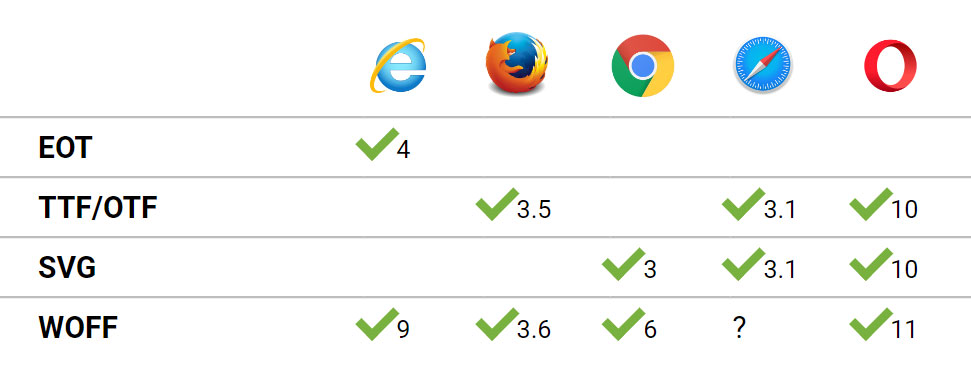 EOT 4
TTF/OTF 3.5 3.1 10
SVG 3 3.1 10
WOFF 9 3.6 6 ? 11